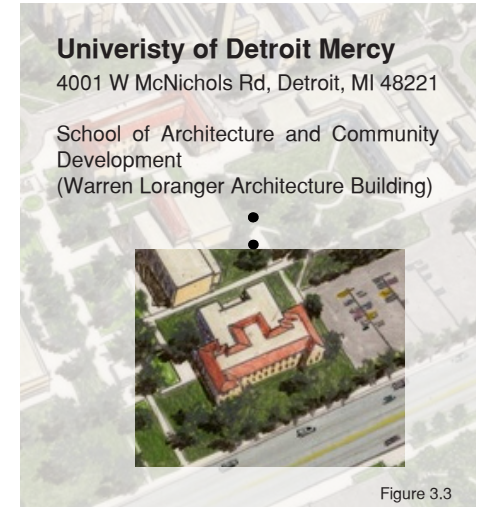 Univeristy of Detroit Mercy
4001 W McNichols Rd, Detroit, MI 48221
School of Architecture and Community
Development
(Warren Loranger Architecture Building)
Figure 3.3